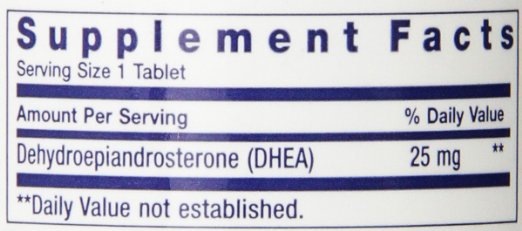 Supplement Facts
Serving Size 1 Tablet
Amount Per Serving % Daily Value
Dehydroepiandrosterone (DHEA) 25 mg **
**Daily Value not established.